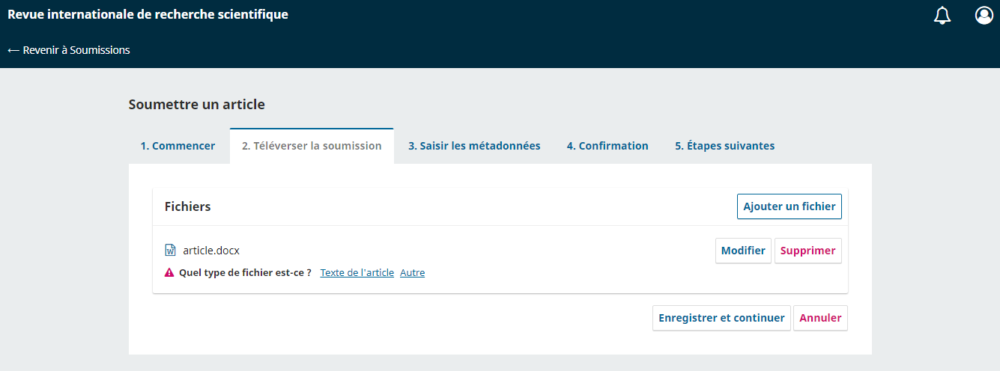 Revue internationale de recherche scientifique
← Revenir à Soumissions
Soumettre un article
1. Commencer 2. Téléverser la soumission 3. Saisir les métadonnées 4. Confirmation 5. Étapes suivantes
Fichiers Ajouter un fichier
article.docx Modifier Supprimer
Quel type de fichier est-ce ? Texte de l'article Autre
Enregistrer et continuer Annuler